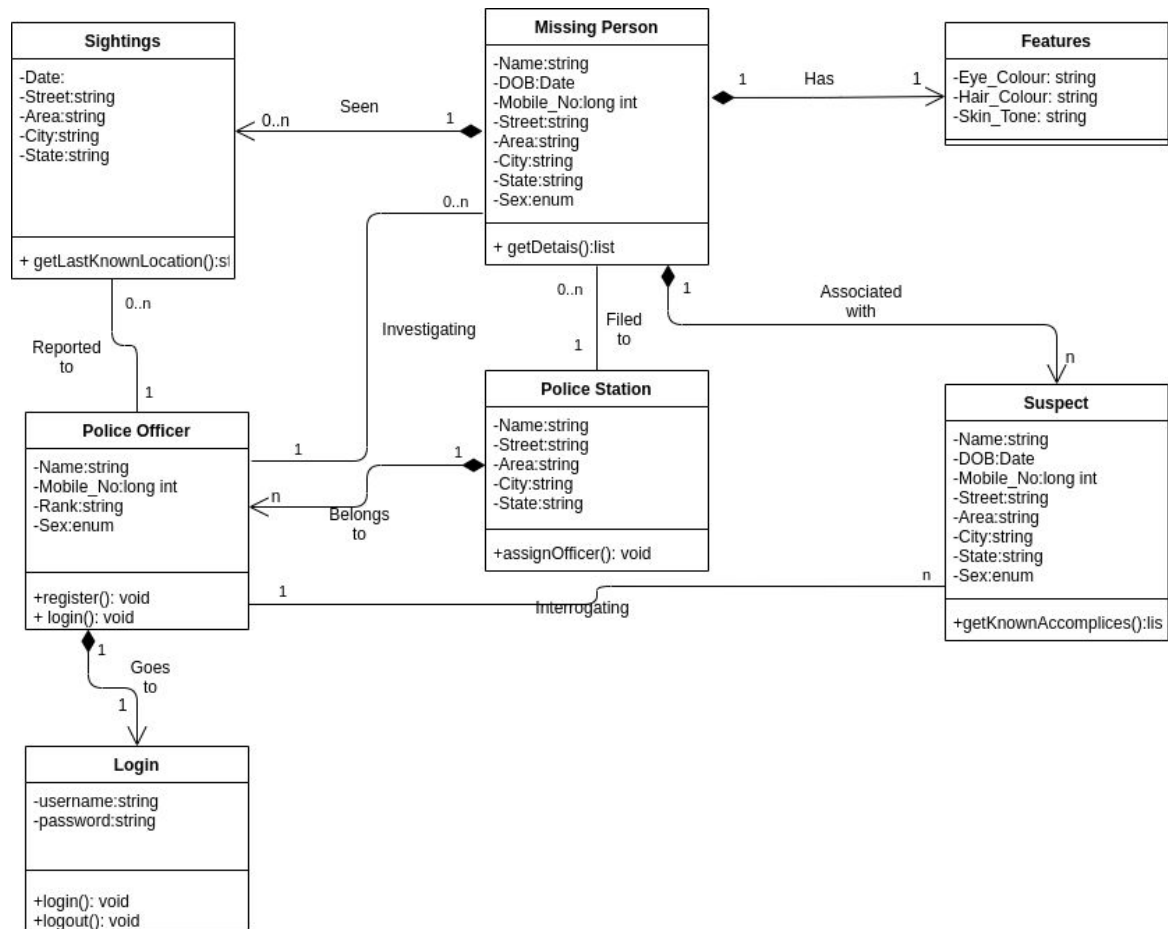 Sightings
-Date:
-Street:string
-Area:string
-City:string
-State:string
+ getLastKnownLocation():st
Missing Person
-Name:string
-DOB:Date
-Mobile_No:long int
-Street:string
-Area:string
-City:string
-State:string
-Sex:enum
+ getDetais():list
Features
-Eye_Colour: string
-Hair_Colour: string
-Skin_Tone: string
1
Has
1
0..n
Seen
1
0..n
Investigating
1
0..n
Reported
to
1
0..n
Filed
to
1
1
Associated
with
n
Police Officer
-Name:string
-Mobile_No:long int
-Rank:string
-Sex:enum
+register(): void
+ login(): void
Police Station
-Name:string
-Street:string
-Area:string
-City:string
-State:string
+assignOfficer(): void
1
n
Belongs
to
Suspect
-Name:string
-DOB:Date
-Mobile_No:long int
-Street:string
-Area:string
-City:string
-State:string
-Sex:enum
+getKnownAccomplices():lis
1
Interrogating
n
1
Goes
to
1
Login
-username:string
-password:string
+login(): void
+logout(): void